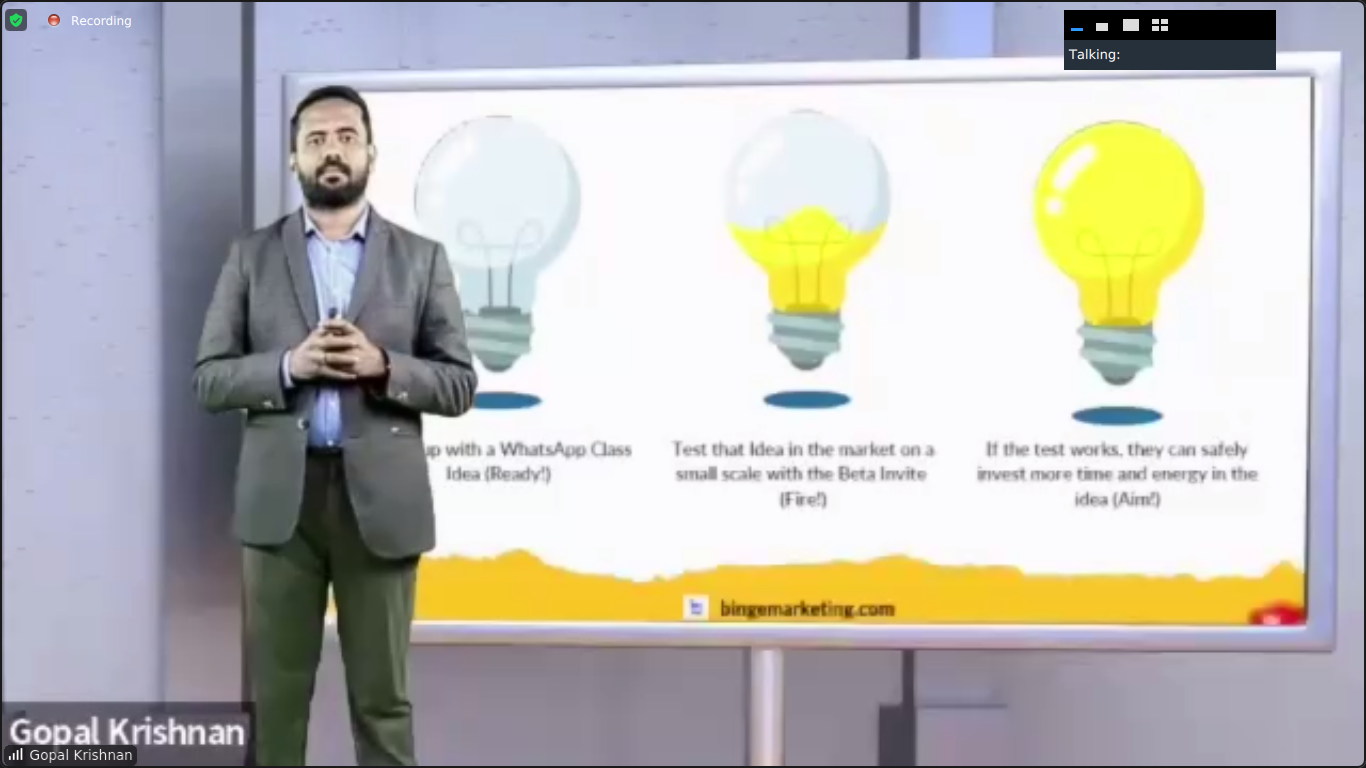 Recording
Talking:
up with a WhatsApp Class
Idea (Ready!)
Test that Idea in the market on a
small scale with the Beta Invite
(Fire!)
If the test works, they can safely
invest more time and energy in the
idea (Aim!)
bingemarketing.com
Gopal Krishnan
Gopal Krishnan